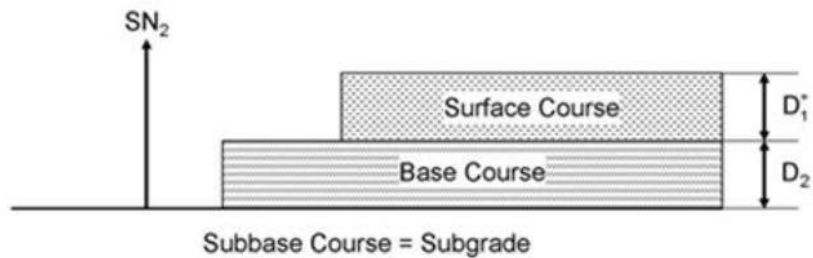 SN₂
Surface Course
D₁*
Base Course
D₂
Subbase Course = Subgrade